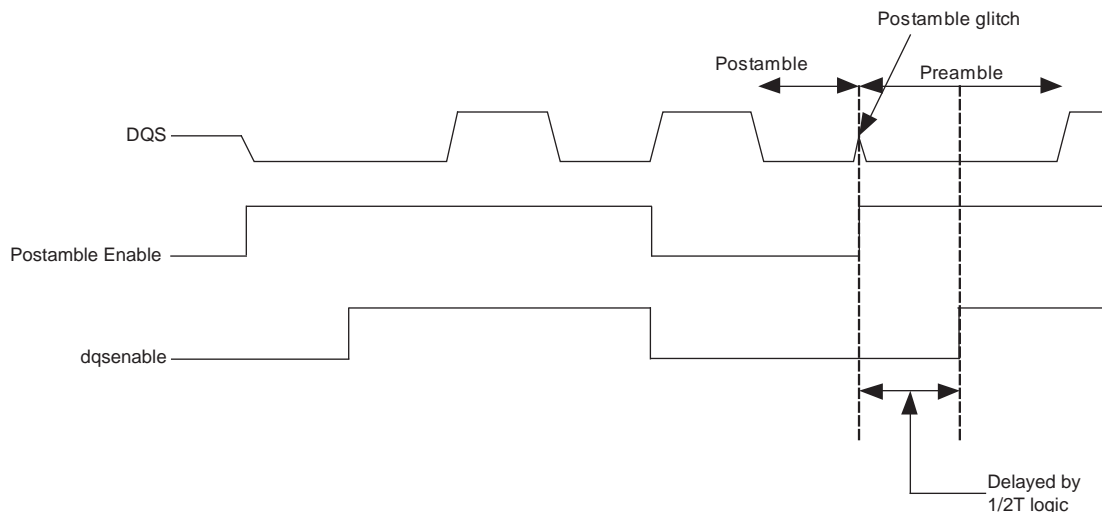 Postamble glitch
Postamble
Preamble
DQS
Postamble Enable
dqsenable
Delayed by
1/2T logic